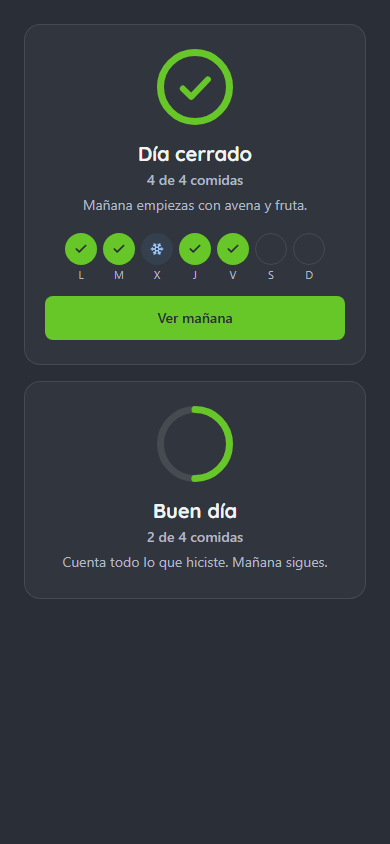 Día cerrado
4 de 4 comidas
Mañana empiezas con avena y fruta.
L M X J V S D
Ver mañana
Buen día
2 de 4 comidas
Cuenta todo lo que hiciste. Mañana sigues.